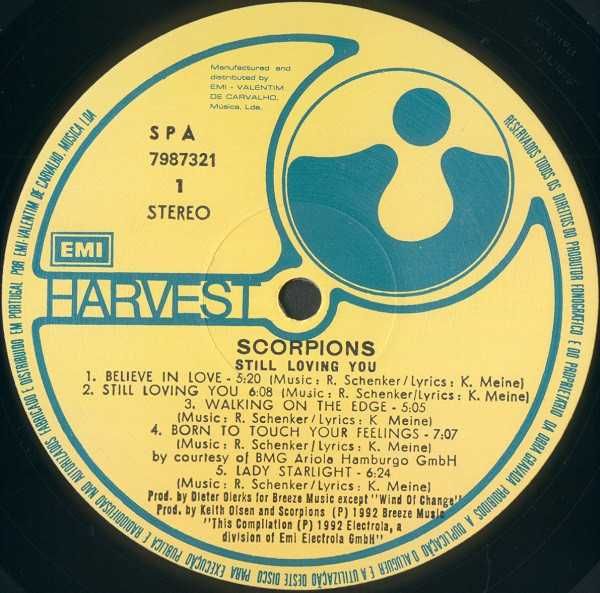 Manufactured and
distributed by
EMI - VALENTIM
DE CARVALHO,
Música, Lda.
SPA
7987321
1
STEREO
EMI
HARVEST
SCORPIONS
STILL LOVING YOU
1. BELIEVE IN LOVE - 5:20 (Music: R. Schenker/Lyrics: K. Meine)
2. STILL LOVING YOU 6:08 (Music: R. Schenker/Lyrics: K. Meine)
3. WALKING ON THE EDGE - 5:05
(Music: R. Schenker/Lyrics: K. Meine)
4. BORN TO TOUCH YOUR FEELINGS - 7:07
(Music: R. Schenker/Lyrics: K. Meine)
by courtesy of BMG Ariola Hamburgo GmbH
5. LADY STARLIGHT - 6:24
(Music: R. Schenker/Lyrics: K. Meine)
Prod. by Dieter Dierks for Breeze Music except "Wind Of Change"
Prod. by Keith Olsen and Scorpions (P) 1992 Breeze Music
"This Compilation (P) 1992 Electrola, a
division of Emi Electrola GmbH"
FABRICADO E DISTRIBUIDO EM PORTUGAL POR EMI-VALENTIM DE CARVALHO, MUSICA LDA
RESERVADOS TODOS OS DIREITOS DO PRODUTOR FONOGRÁFICO E DO PROPRIETÁRIO DA OBRA GRAVADA PROIBIDOS A DUPLICAÇÃO O ALUGUER E A UTILIZAÇÃO DESTE DISCO PARA EXECUÇÃO PÚBLICA E RADIODIFUSÃO NÃO AUTORIZADOS